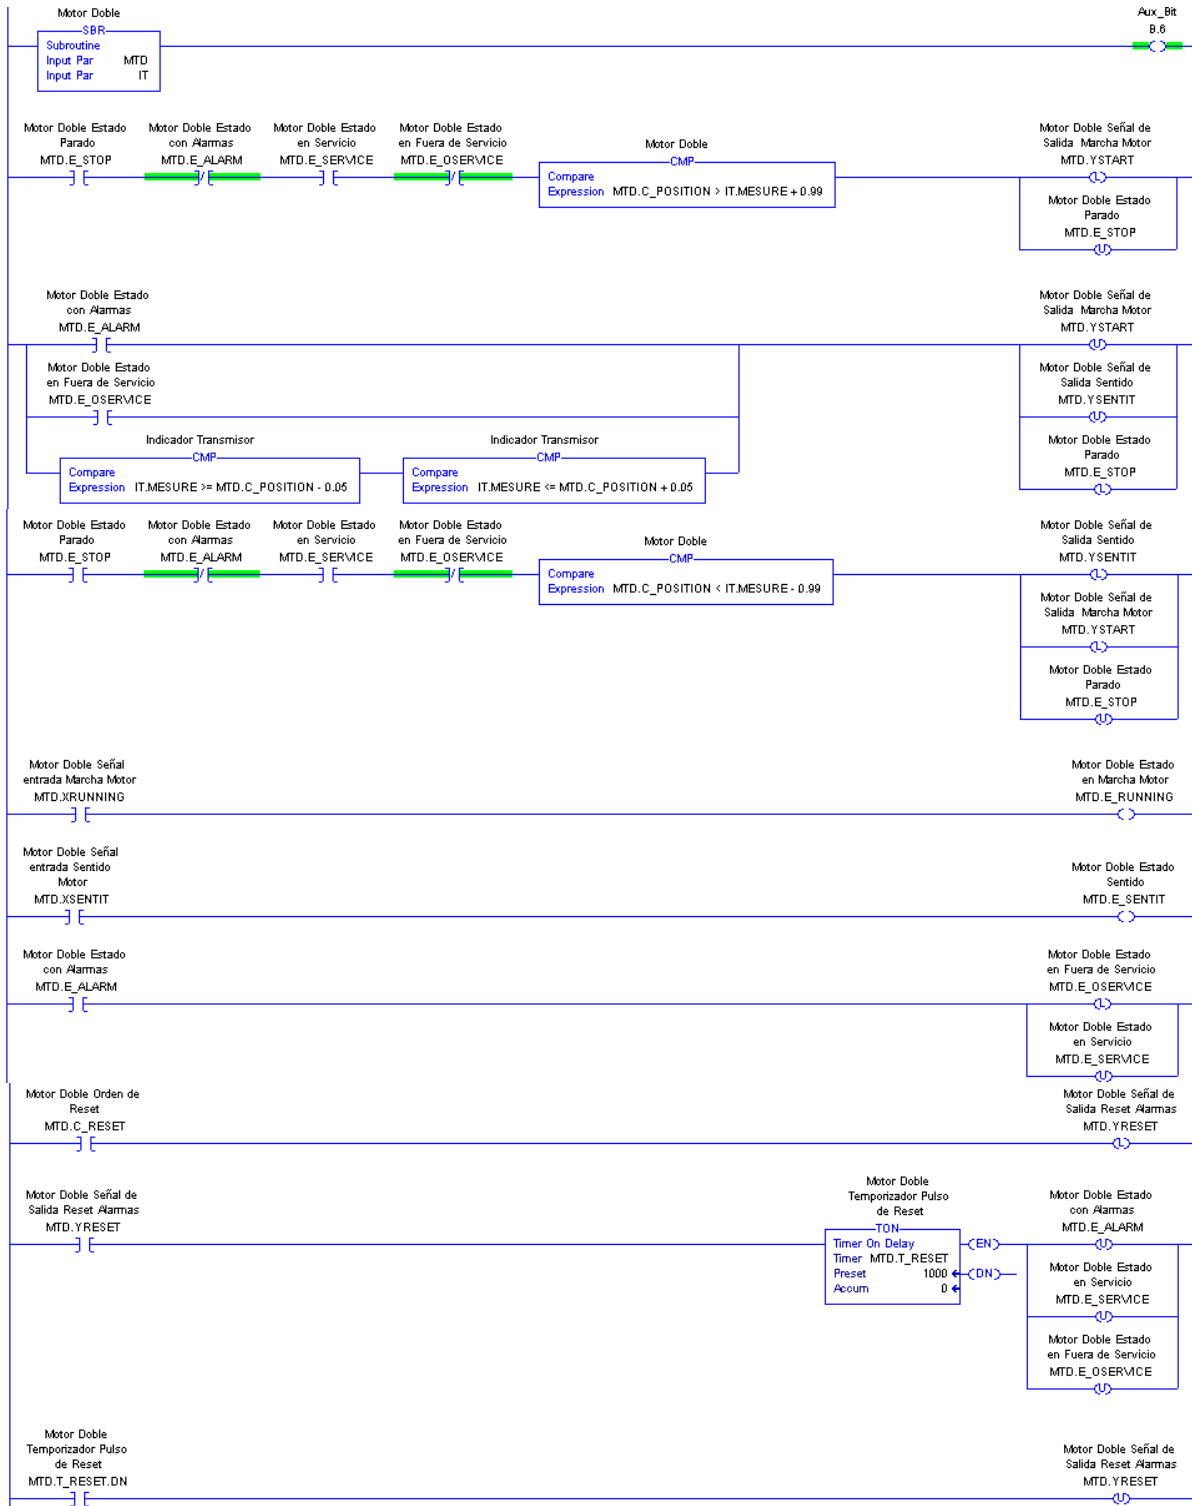 Motor Doble
SBR
Subroutine
Input Par MTD
Input Par IT
Aux_Bit
B.6
Motor Doble Estado
Parado
MTD.E_STOP
Motor Doble Estado
con Alarmas
MTD.E_ALARM
Motor Doble Estado
en Servicio
MTD.E_SERVICE
Motor Doble Estado
en Fuera de Servicio
MTD.E_OSERVICE
Motor Doble
CMP
Compare
Expression MTD.C_POSITION > IT.MESURE + 0.99
Motor Doble Señal de
Salida Marcha Motor
MTD.YSTART
L
Motor Doble Estado
Parado
MTD.E_STOP
U
Motor Doble Estado
con Alarmas
MTD.E_ALARM
Motor Doble Estado
en Fuera de Servicio
MTD.E_OSERVICE
Indicador Transmisor
CMP
Compare
Expression IT.MESURE >= MTD.C_POSITION - 0.05
Indicador Transmisor
CMP
Compare
Expression IT.MESURE <= MTD.C_POSITION + 0.05
Motor Doble Señal de
Salida Marcha Motor
MTD.YSTART
U
Motor Doble Señal de
Salida Sentido
MTD.YSENTIT
U
Motor Doble Estado
Parado
MTD.E_STOP
L
Motor Doble Estado
Parado
MTD.E_STOP
Motor Doble Estado
con Alarmas
MTD.E_ALARM
Motor Doble Estado
en Servicio
MTD.E_SERVICE
Motor Doble Estado
en Fuera de Servicio
MTD.E_OSERVICE
Motor Doble
CMP
Compare
Expression MTD.C_POSITION < IT.MESURE - 0.99
Motor Doble Señal de
Salida Sentido
MTD.YSENTIT
L
Motor Doble Señal de
Salida Marcha Motor
MTD.YSTART
L
Motor Doble Estado
Parado
MTD.E_STOP
U
Motor Doble Señal
entrada Marcha Motor
MTD.XRUNNING
Motor Doble Estado
en Marcha Motor
MTD.E_RUNNING
Motor Doble Señal
entrada Sentido
Motor
MTD.XSENTIT
Motor Doble Estado
Sentido
MTD.E_SENTIT
Motor Doble Estado
con Alarmas
MTD.E_ALARM
Motor Doble Estado
en Fuera de Servicio
MTD.E_OSERVICE
L
Motor Doble Estado
en Servicio
MTD.E_SERVICE
U
Motor Doble Orden de
Reset
MTD.C_RESET
Motor Doble Señal de
Salida Reset Alarmas
MTD.YRESET
L
Motor Doble Señal de
Salida Reset Alarmas
MTD.YRESET
Motor Doble
Temporizador Pulso
de Reset
TON
Timer On Delay
Timer MTD.T_RESET
Preset 1000
Accum 0
EN
DN
Motor Doble Estado
con Alarmas
MTD.E_ALARM
U
Motor Doble Estado
en Servicio
MTD.E_SERVICE
U
Motor Doble Estado
en Fuera de Servicio
MTD.E_OSERVICE
U
Motor Doble
Temporizador Pulso
de Reset
MTD.T_RESET.DN
Motor Doble Señal de
Salida Reset Alarmas
MTD.YRESET
U